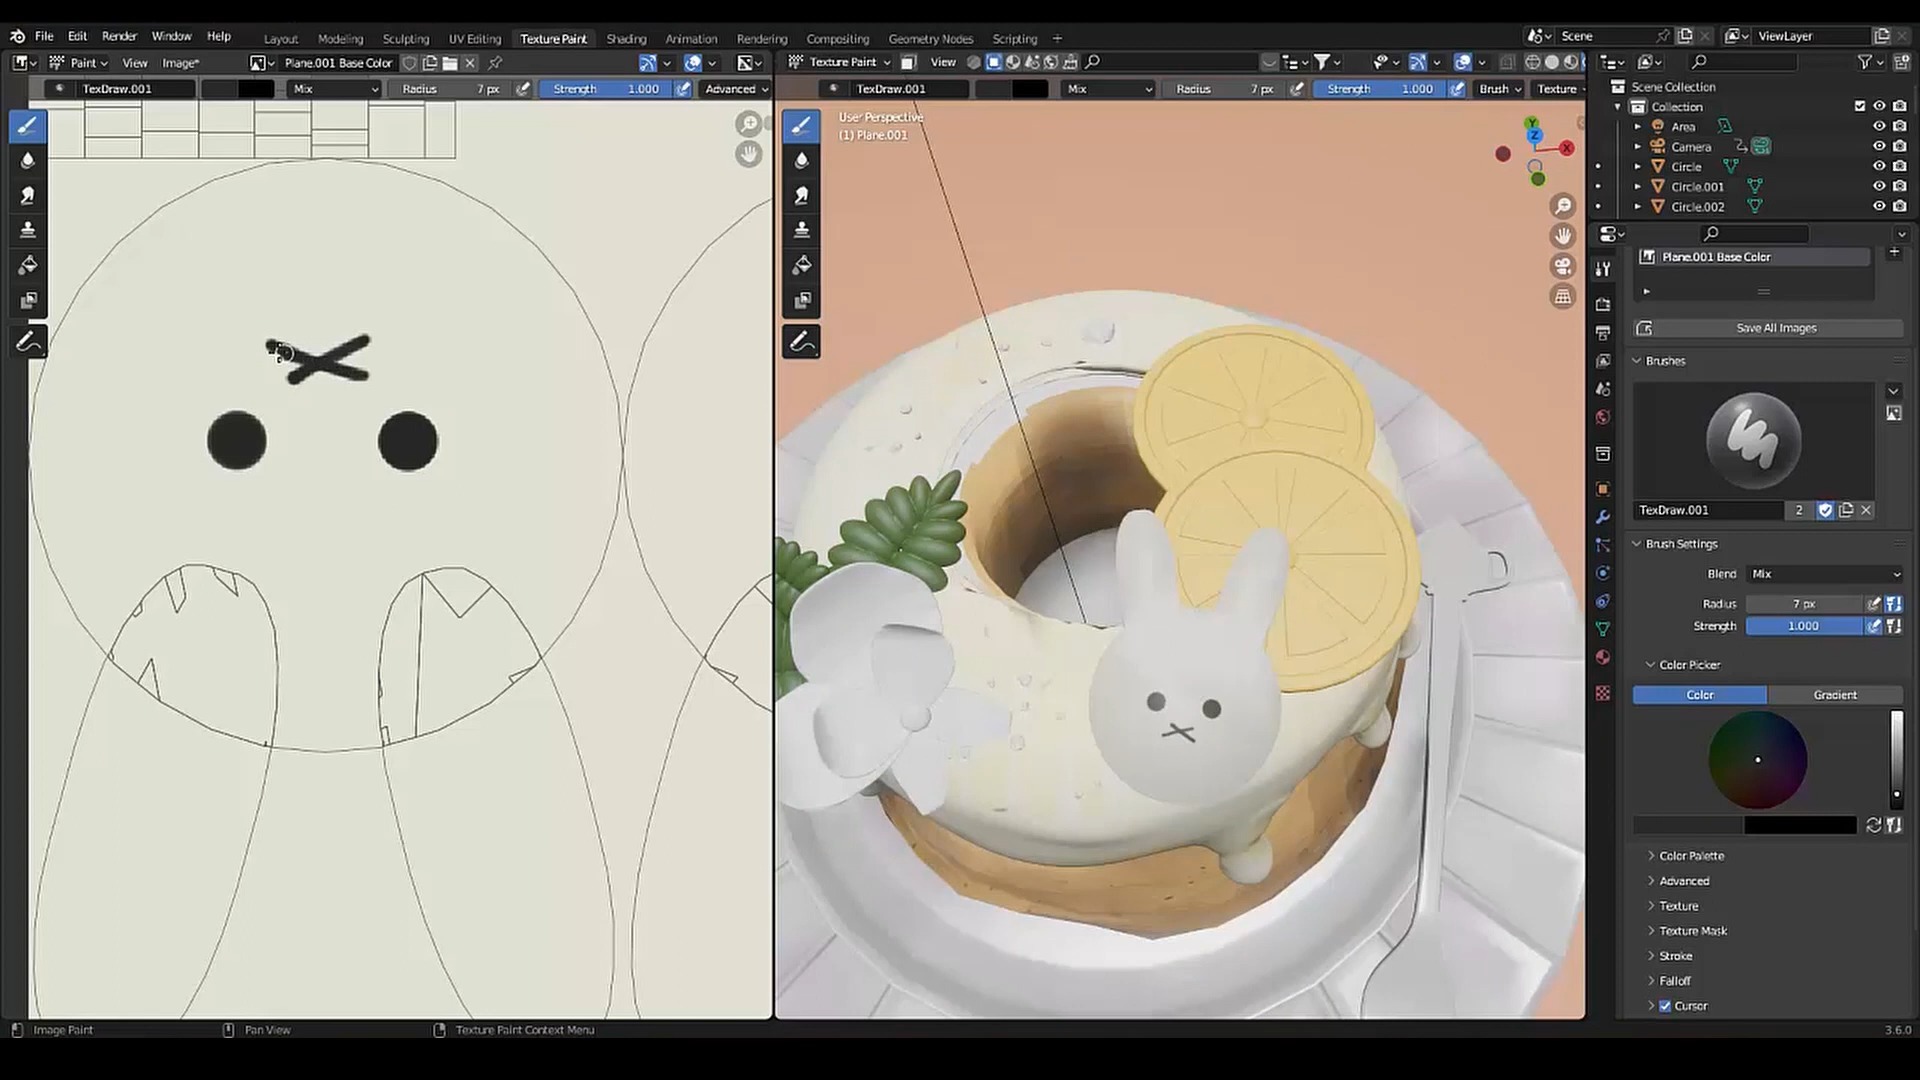 File Edit Render Window Help Layout Modeling Sculpting UV Editing Texture Paint Shading Animation Rendering Compositing Geometry Nodes Scripting + Scene ViewLayer
Paint View Image* Plane.001 Base Color Texture Paint View
TexDraw.001 Mix Radius 7 px Strength 1.000 Advanced TexDraw.001 Mix Radius 7 px Strength 1.000 Brush Texture
User Perspective
(1) Plane.001
Y
Z
X
Scene Collection
Collection
Area
Camera
Circle
Circle.001
Circle.002
Plane.001 Base Color
Save All Images
Brushes
TexDraw.001 2
Brush Settings
Blend Mix
Radius 7 px
Strength 1.000
Color Picker
Color Gradient
Color Palette
Advanced
Texture
Texture Mask
Stroke
Falloff
Cursor
Image Paint Pan View Texture Paint Context Menu 3.6.0